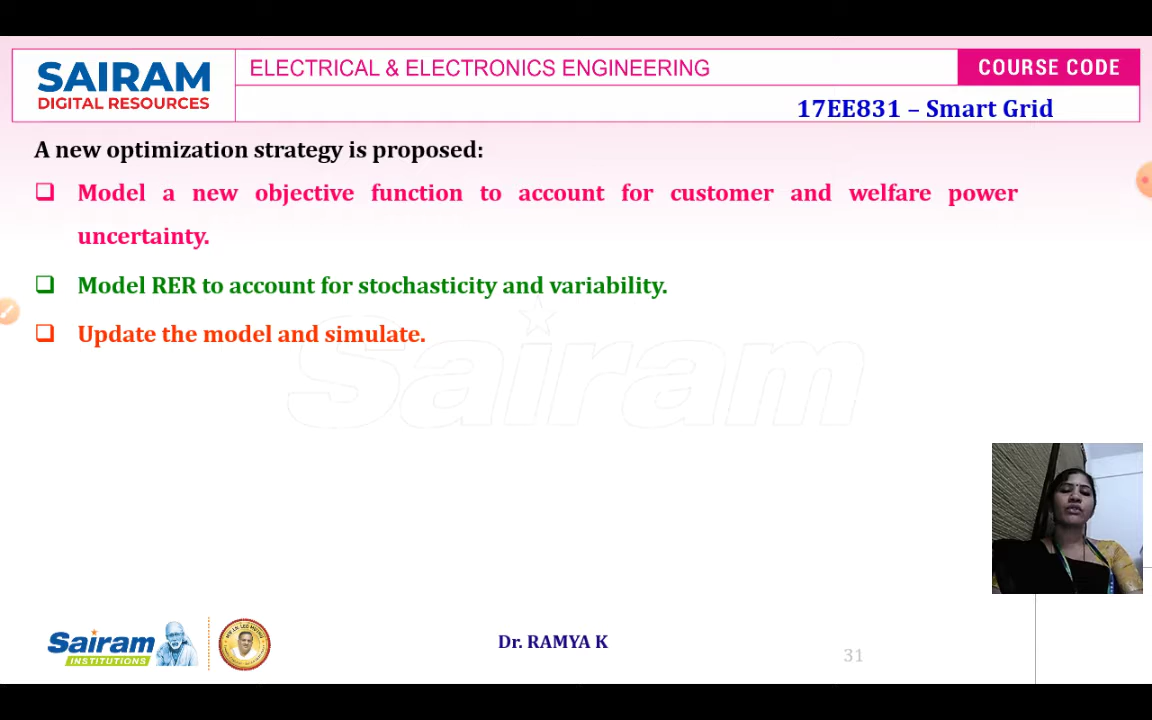 SAIRAM
DIGITAL RESOURCES
ELECTRICAL & ELECTRONICS ENGINEERING
COURSE CODE
17EE831 – Smart Grid
A new optimization strategy is proposed:
❑ Model a new objective function to account for customer and welfare power
uncertainty.
❑ Model RER to account for stochasticity and variability.
❑ Update the model and simulate.
Sairam
Sairam
INSTITUTIONS
Dr. RAMYA K
31